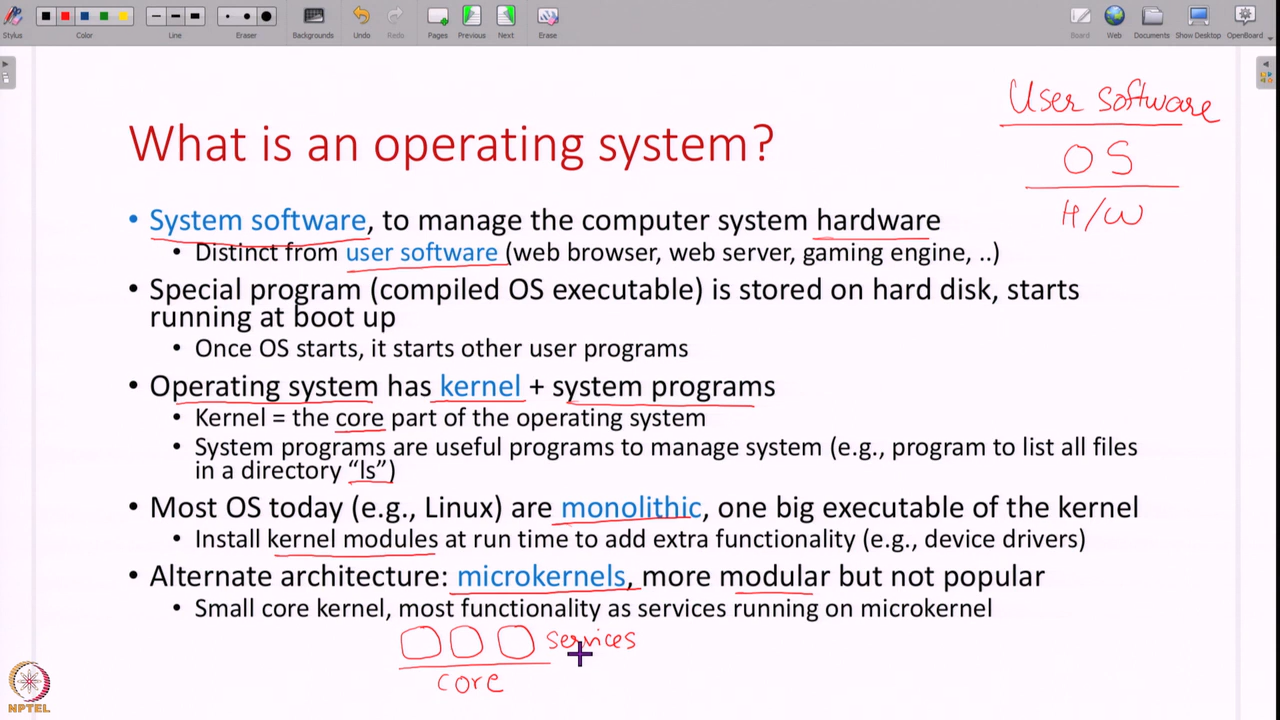 Stylus
Color
Line
Eraser
Backgrounds
Undo
Redo
Pages
Previous
Next
Erase
Board
Web
Documents
Show Desktop
OpenBoard
User software
OS
H/W
What is an operating system?
• System software, to manage the computer system hardware
• Distinct from user software (web browser, web server, gaming engine, ..)
• Special program (compiled OS executable) is stored on hard disk, starts
running at boot up
• Once OS starts, it starts other user programs
• Operating system has kernel + system programs
• Kernel = the core part of the operating system
• System programs are useful programs to manage system (e.g., program to list all files
in a directory “ls”)
• Most OS today (e.g., Linux) are monolithic, one big executable of the kernel
• Install kernel modules at run time to add extra functionality (e.g., device drivers)
• Alternate architecture: microkernels, more modular but not popular
• Small core kernel, most functionality as services running on microkernel
services
core
NPTEL